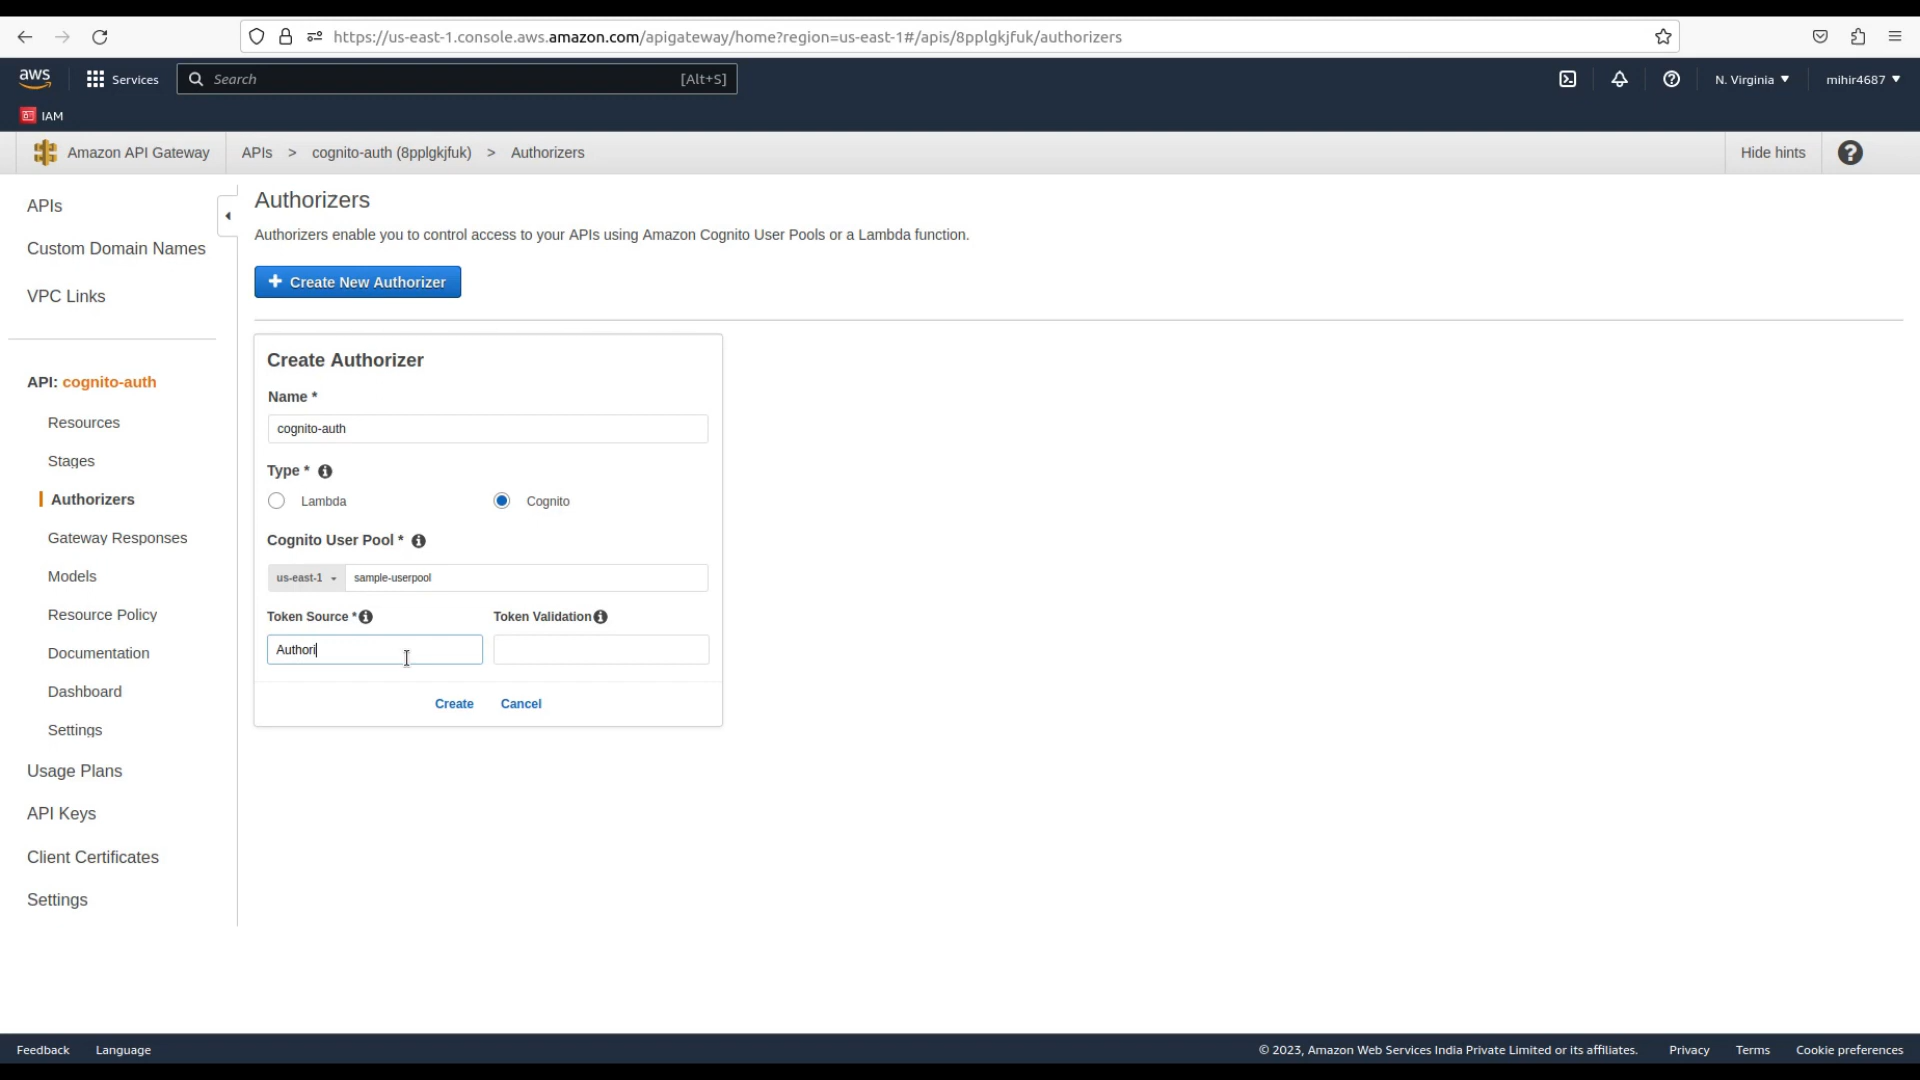 https://us-east-1.console.aws.amazon.com/apigateway/home?region=us-east-1#/apis/8pplgkjfuk/authorizers
aws Services Search [Alt+S] N. Virginia mihir4687
IAM
Amazon API Gateway APIs > cognito-auth (8pplgkjfuk) > Authorizers Hide hints ?
APIs
Custom Domain Names
VPC Links
API: cognito-auth
Resources
Stages
Authorizers
Gateway Responses
Models
Resource Policy
Documentation
Dashboard
Settings
Usage Plans
API Keys
Client Certificates
Settings
Authorizers
Authorizers enable you to control access to your APIs using Amazon Cognito User Pools or a Lambda function.
+ Create New Authorizer
Create Authorizer
Name *
cognito-auth
Type *
Lambda Cognito
Cognito User Pool *
us-east-1 sample-userpool
Token Source * Token Validation
Authori
Create Cancel
Feedback Language © 2023, Amazon Web Services India Private Limited or its affiliates. Privacy Terms Cookie preferences